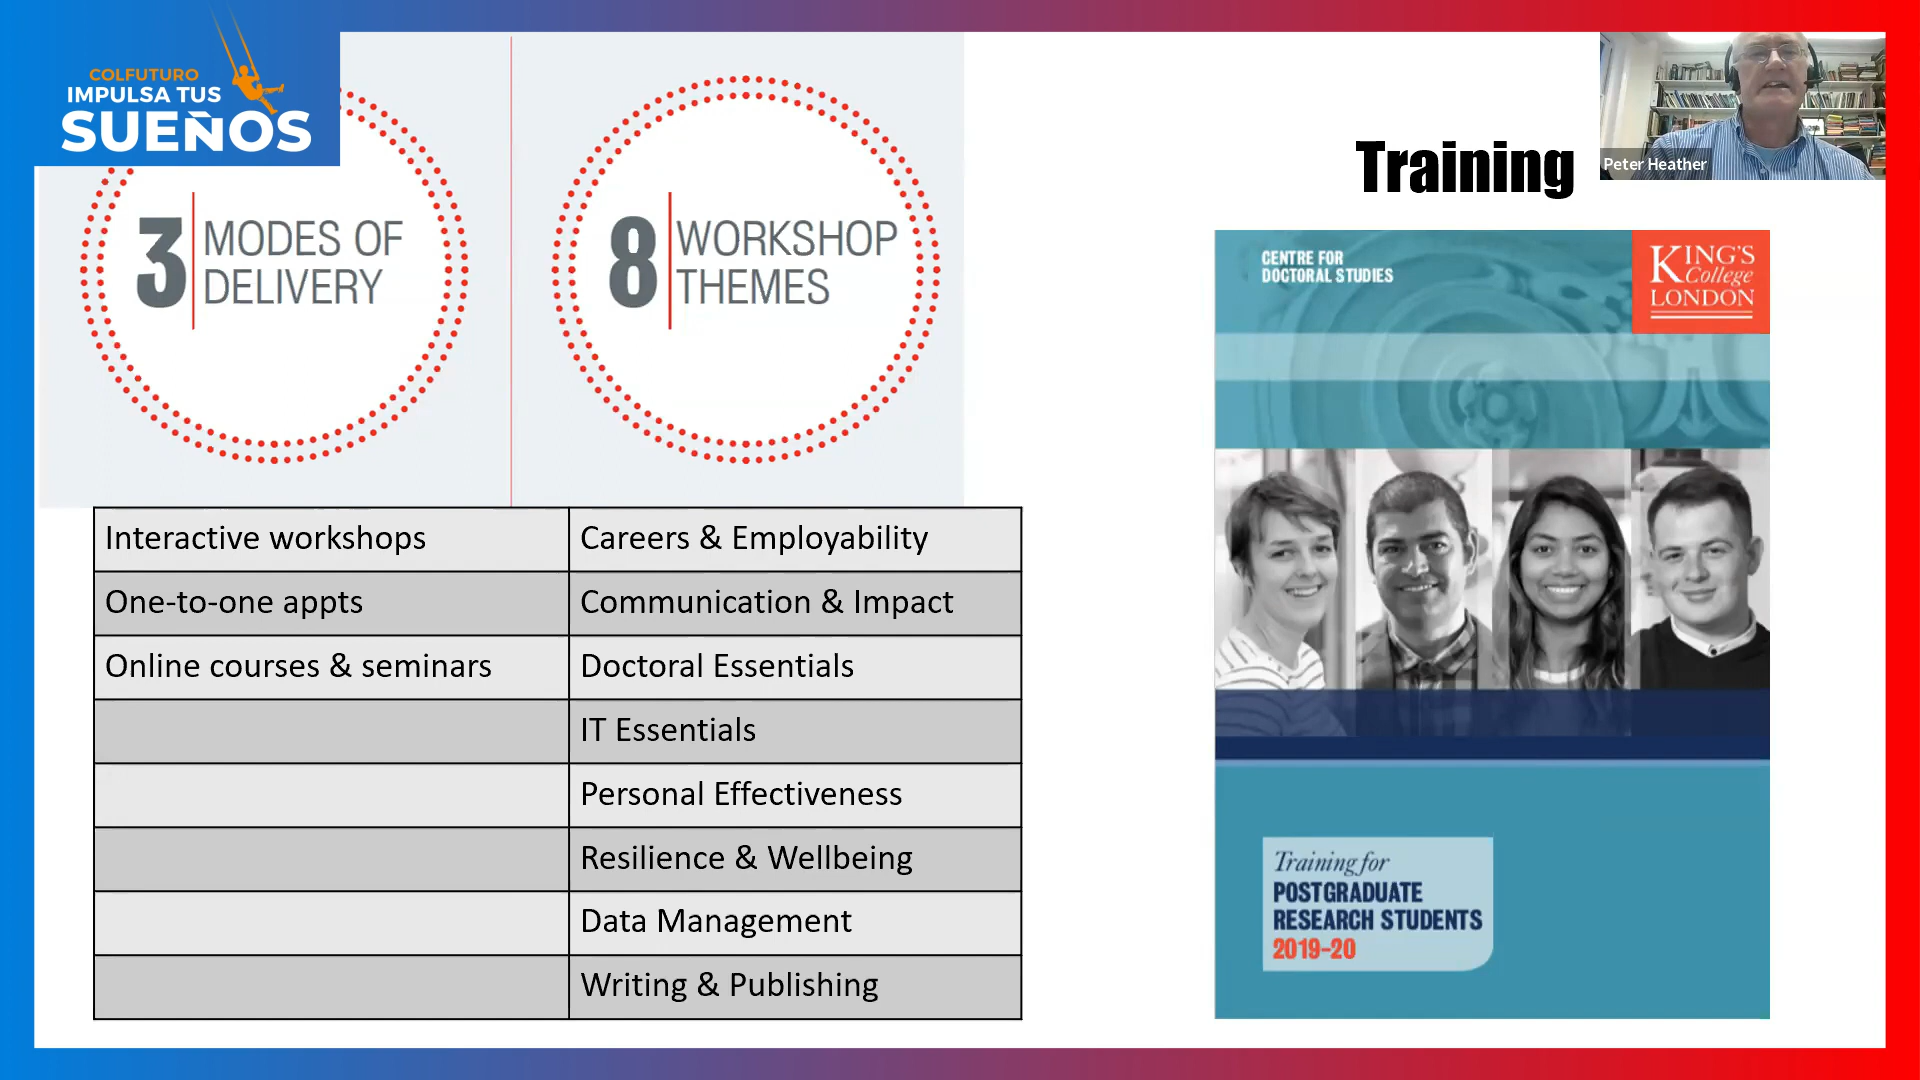 COLFUTURO
IMPULSA TUS
SUEÑOS
3 MODES OF
DELIVERY
8 WORKSHOP
THEMES
Training
Peter Heather
CENTRE FOR
DOCTORAL STUDIES
KING'S
College
LONDON
Interactive workshops Careers & Employability
One-to-one appts Communication & Impact
Online courses & seminars Doctoral Essentials
IT Essentials
Personal Effectiveness
Resilience & Wellbeing
Data Management
Writing & Publishing
Training for
POSTGRADUATE
RESEARCH STUDENTS
2019-20